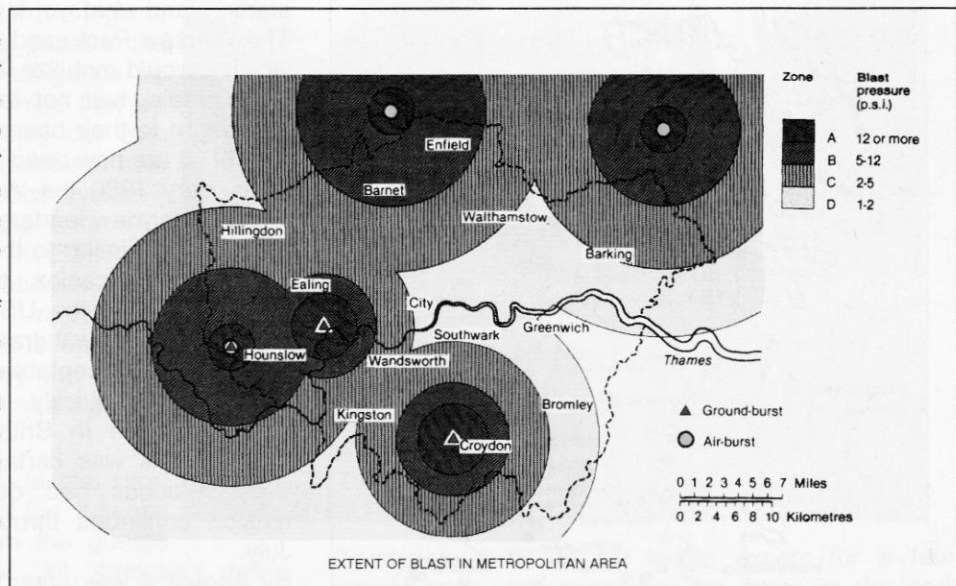 Zone Blast pressure (p.s.i.)
A 12 or more
B 5-12
C 2-5
D 1-2
Enfield
Barnet
Walthamstow
Hillingdon
Barking
Ealing
City
Greenwich
Southwark
Hounslow
Wandsworth
Thames
Kingston
Bromley
Croydon
Ground-burst
Air-burst
0 1 2 3 4 5 6 7 Miles
0 2 4 6 8 10 Kilometres
EXTENT OF BLAST IN METROPOLITAN AREA